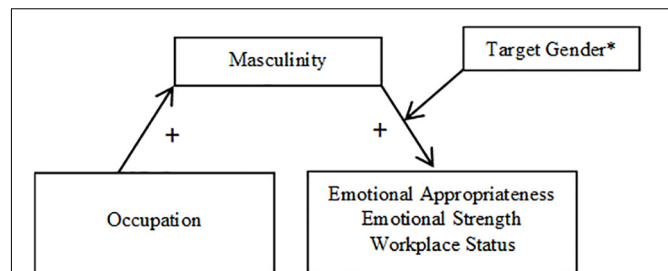 Masculinity
Target Gender*
+
+
Occupation
Emotional Appropriateness
Emotional Strength
Workplace Status